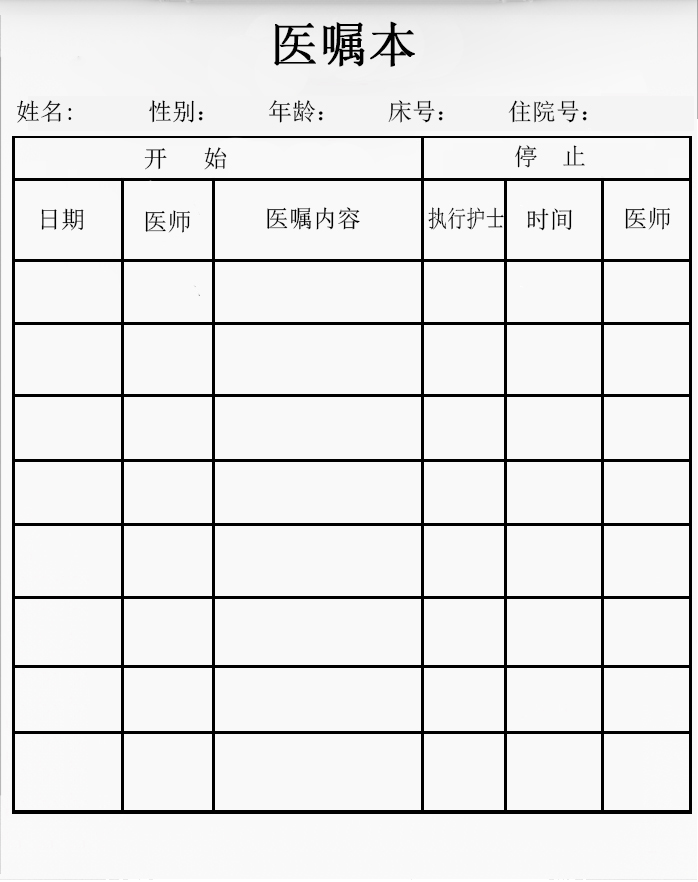 医嘱本
姓名: 性别: 年龄: 床号: 住院号:
开 始 停 止
日期 医师 医嘱内容 执行护士 时间 医师